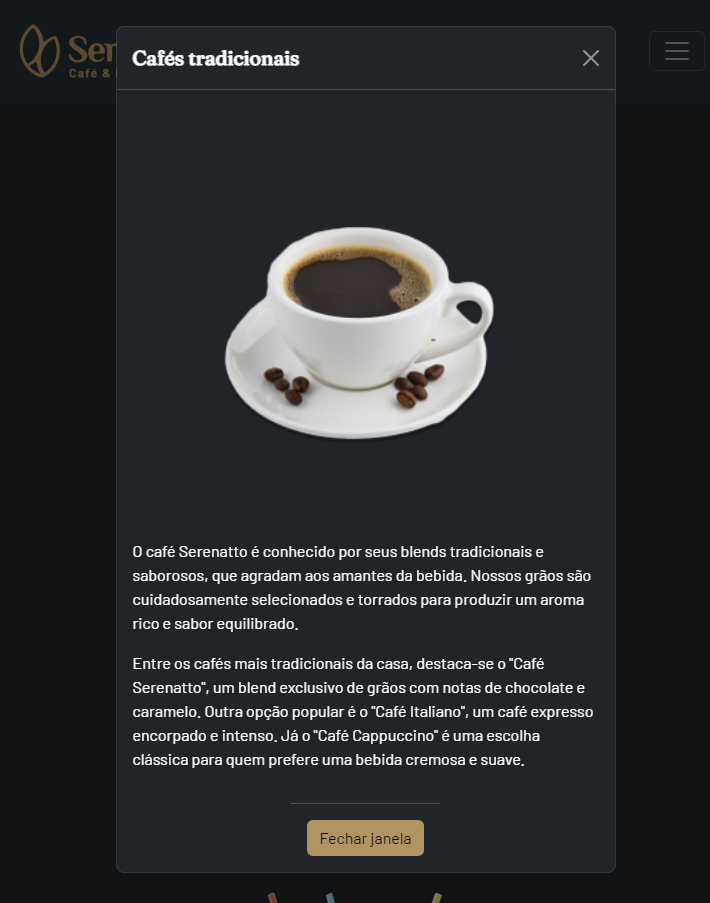 Cafés tradicionais
O café Serenatto é conhecido por seus blends tradicionais e
saborosos, que agradam aos amantes da bebida. Nossos grãos são
cuidadosamente selecionados e torrados para produzir um aroma
rico e sabor equilibrado.
Entre os cafés mais tradicionais da casa, destaca-se o "Café
Serenatto", um blend exclusivo de grãos com notas de chocolate e
caramelo. Outra opção popular é o "Café Italiano", um café expresso
encorpado e intenso. Já o "Café Cappuccino" é uma escolha
clássica para quem prefere uma bebida cremosa e suave.
Fechar janela
Café &